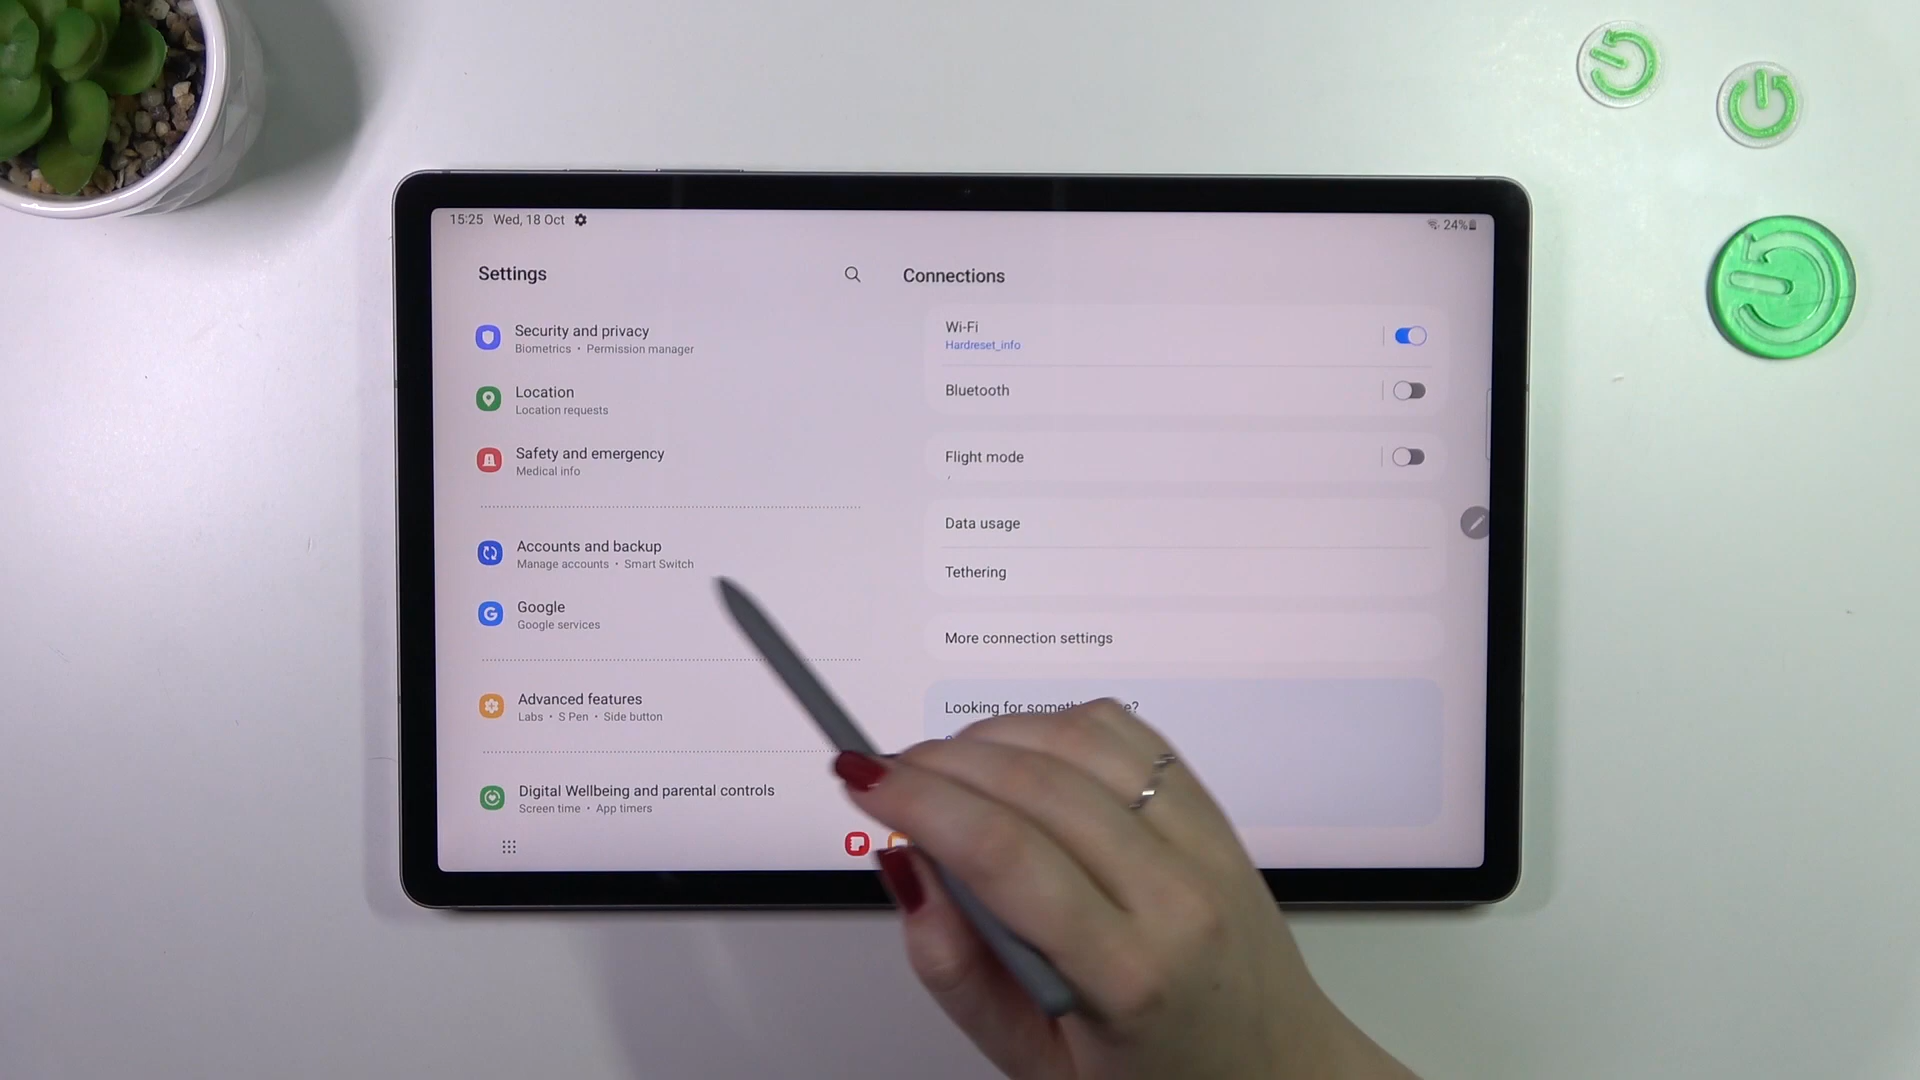 15:25 Wed, 18 Oct
24%
Settings
Security and privacy
Biometrics • Permission manager
Location
Location requests
Safety and emergency
Medical info
Accounts and backup
Manage accounts • Smart Switch
Google
Google services
Advanced features
Labs • S Pen • Side button
Digital Wellbeing and parental controls
Screen time • App timers
Connections
Wi-Fi
Hardreset_info
Bluetooth
Flight mode
Data usage
Tethering
More connection settings
Looking for